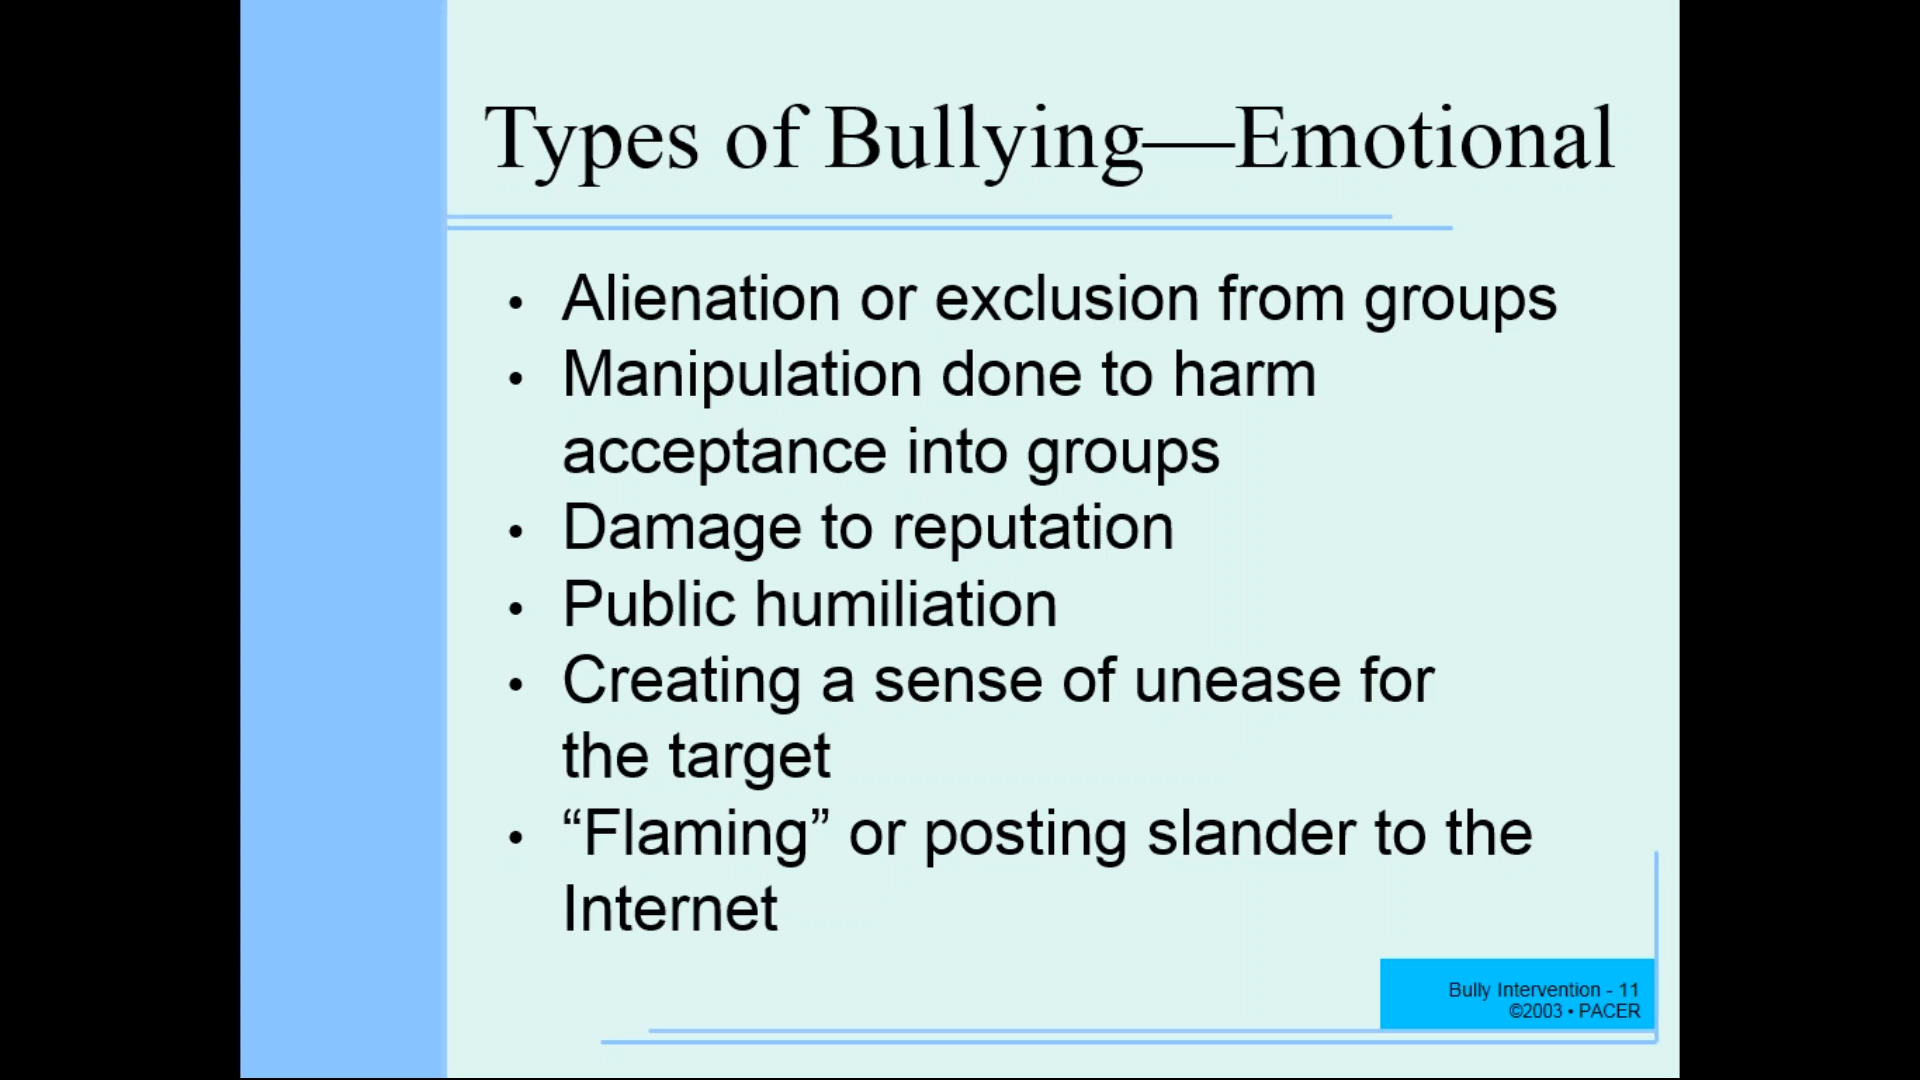 Types of Bullying—Emotional
• Alienation or exclusion from groups
• Manipulation done to harm
acceptance into groups
• Damage to reputation
• Public humiliation
• Creating a sense of unease for
the target
• “Flaming” or posting slander to the
Internet
Bully Intervention - 11
©2003 • PACER